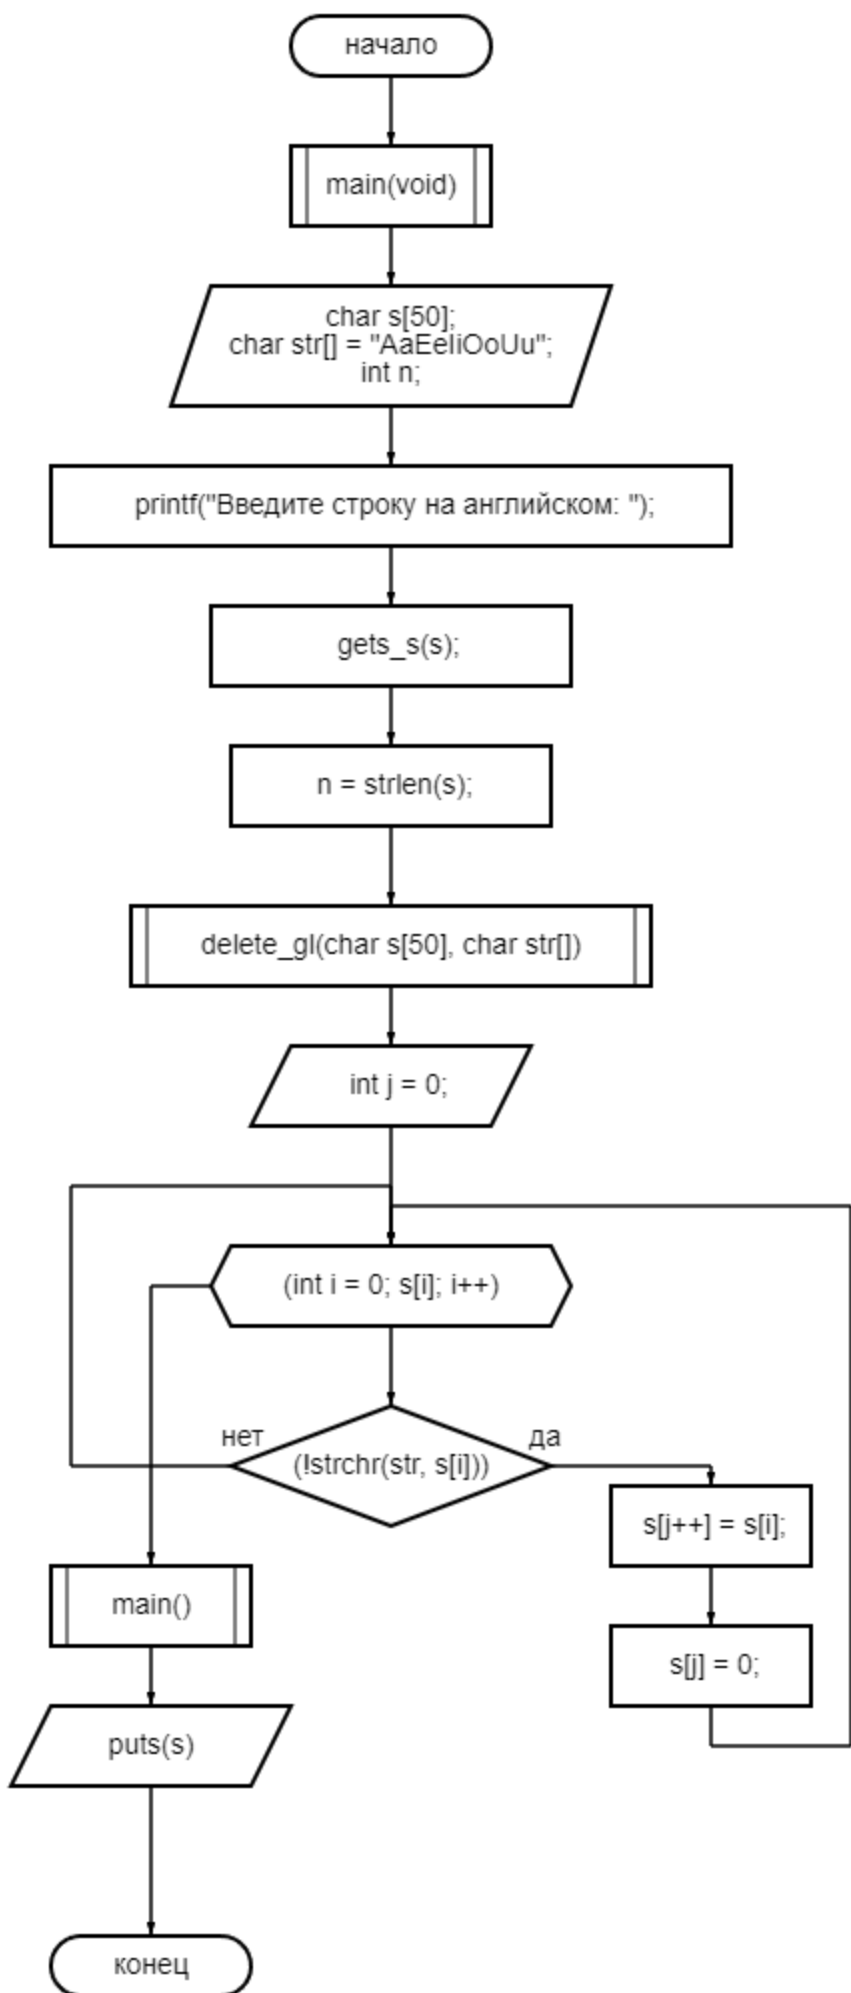 начало
main(void)
char s[50];
char str[] = "AaEeIiOoUu";
int n;
printf("Введите строку на английском: ");
gets_s(s);
n = strlen(s);
delete_gl(char s[50], char str[])
int j = 0;
(int i = 0; s[i]; i++)
нет
да
(!strchr(str, s[i]))
s[j++] = s[i];
main()
s[j] = 0;
puts(s)
конец